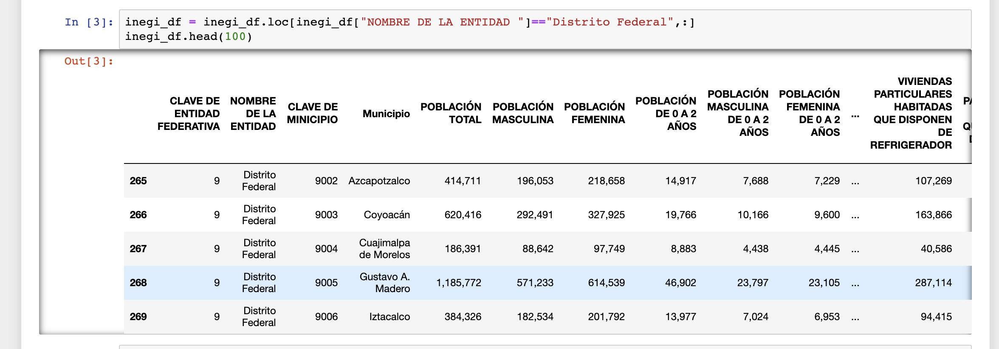 In [3]: inegi_df = inegi_df.loc[inegi_df["NOMBRE DE LA ENTIDAD "]=="Distrito Federal",:]
inegi_df.head(100)
Out[3]:
CLAVE DE ENTIDAD FEDERATIVA NOMBRE DE LA ENTIDAD CLAVE DE MINICIPIO Municipio POBLACIÓN TOTAL POBLACIÓN MASCULINA POBLACIÓN FEMENINA POBLACIÓN DE 0 A 2 AÑOS POBLACIÓN MASCULINA DE 0 A 2 AÑOS POBLACIÓN FEMENINA DE 0 A 2 AÑOS ... VIVIENDAS PARTICULARES HABITADAS QUE DISPONEN DE REFRIGERADOR
265 9 Distrito Federal 9002 Azcapotzalco 414,711 196,053 218,658 14,917 7,688 7,229 ... 107,269
266 9 Distrito Federal 9003 Coyoacán 620,416 292,491 327,925 19,766 10,166 9,600 ... 163,866
267 9 Distrito Federal 9004 Cuajimalpa de Morelos 186,391 88,642 97,749 8,883 4,438 4,445 ... 40,586
268 9 Distrito Federal 9005 Gustavo A. Madero 1,185,772 571,233 614,539 46,902 23,797 23,105 ... 287,114
269 9 Distrito Federal 9006 Iztacalco 384,326 182,534 201,792 13,977 7,024 6,953 ... 94,415